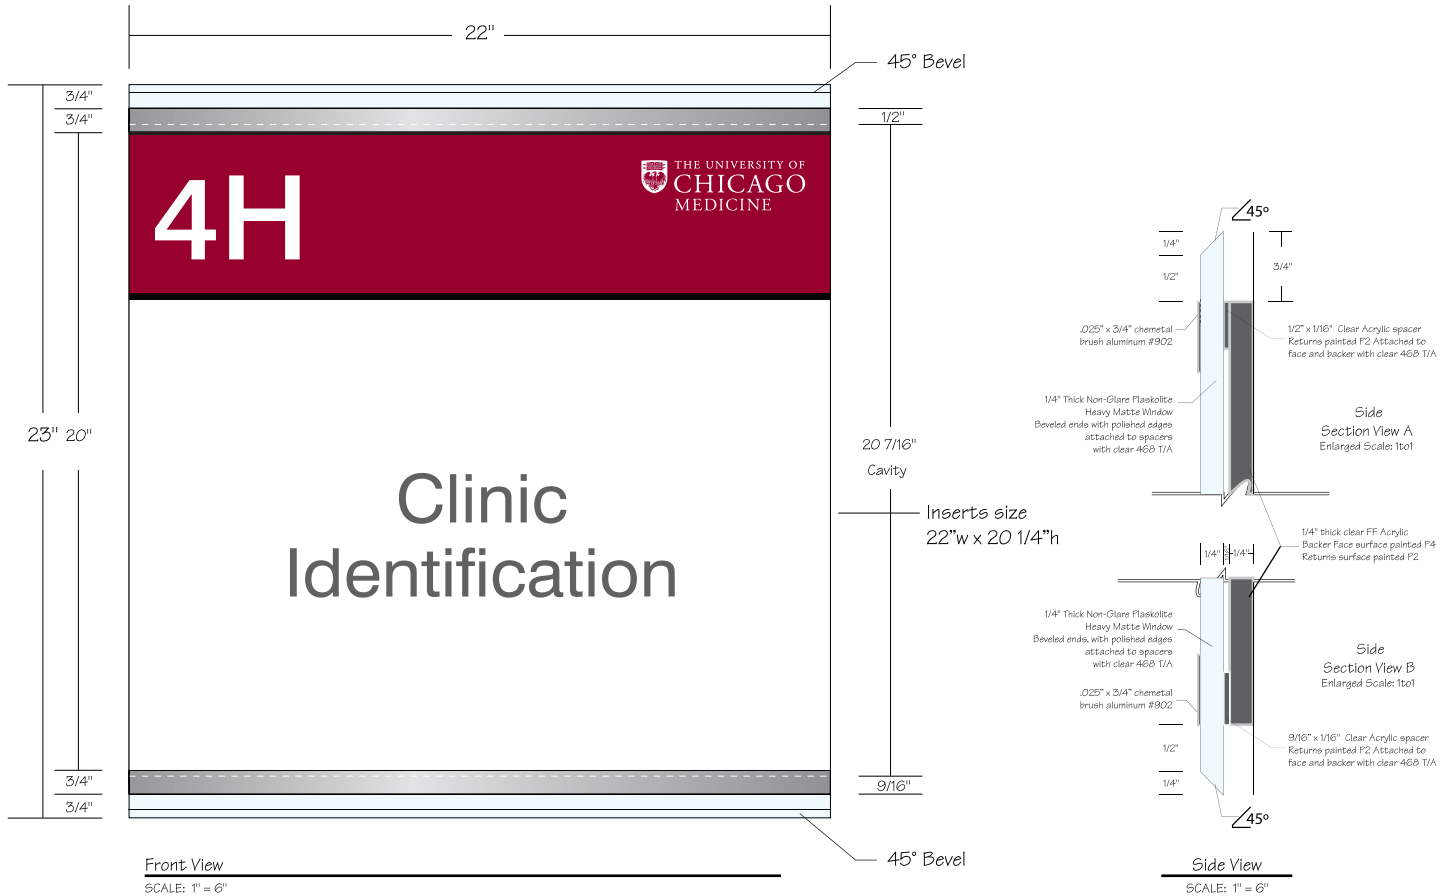 22"
45° Bevel
3/4"
3/4"
1/2"
4H
THE UNIVERSITY OF
CHICAGO
MEDICINE
23"
20"
20 7/16"
Cavity
Inserts size
22"w x 20 1/4"h
Clinic
Identification
3/4"
3/4"
9/16"
45° Bevel
Front View
SCALE: 1" = 6"
45º
1/4"
1/2"
3/4"
.025" x 3/4" chemetal
brush aluminum #902
1/2" x 1/16" Clear Acrylic spacer
Returns painted P2 Attached to
face and backer with clear 468 T/A
1/4" Thick Non-Glare Plaskolite
Heavy Matte Window
Beveled ends with polished edges
attached to spacers
with clear 468 T/A
Side
Section View A
Enlarged Scale: 1to1
1/4" thick clear FF Acrylic
Backer Face surface painted P4
Returns surface painted P2
1/4"
1/4"
1/4" Thick Non-Glare Plaskolite
Heavy Matte Window
Beveled ends, with polished edges
attached to spacers
with clear 468 T/A
Side
Section View B
Enlarged Scale: 1to1
.025" x 3/4" chemetal
brush aluminum #902
9/16" x 1/16" Clear Acrylic spacer
Returns painted P2 Attached to
face and backer with clear 468 T/A
1/2"
1/4"
45º
Side View
SCALE: 1" = 6"